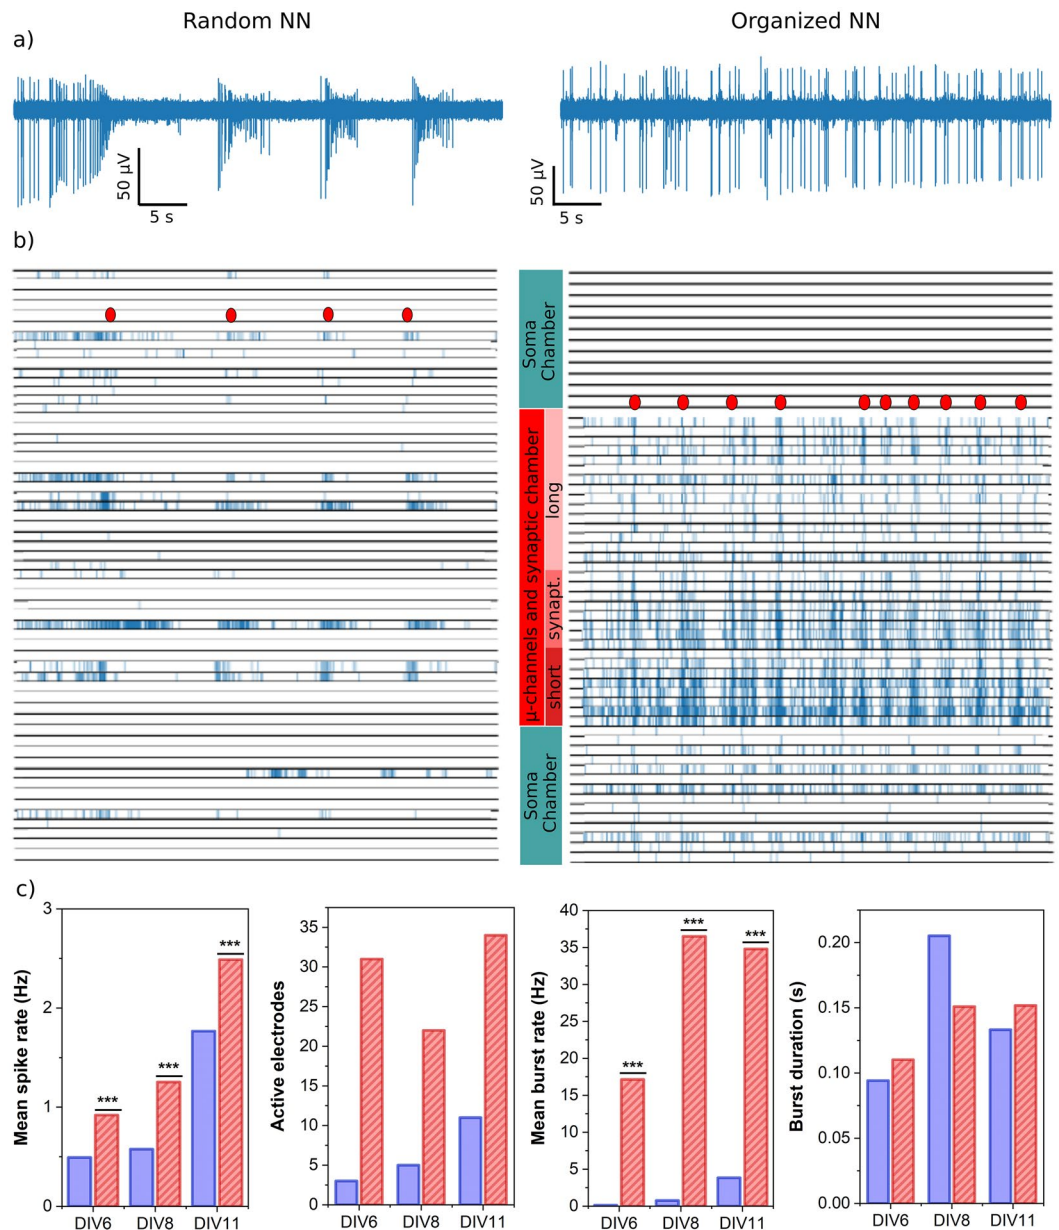 Random NN
Organized NN
a)
50 µV
5 s
50 µV
5 s
b)
Soma
Chamber
µ-channels and synaptic chamber
long
synapt.
short
Soma
Chamber
c)
Mean spike rate (Hz)
3
2
1
0
***
***
***
DIV6 DIV8 DIV11
Active electrodes
35
30
25
20
15
10
5
0
DIV6 DIV8 DIV11
Mean burst rate (Hz)
40
35
30
25
20
15
10
5
0
***
***
***
DIV6 DIV8 DIV11
Burst duration (s)
0.20
0.15
0.10
0.05
0.00
DIV6 DIV8 DIV11